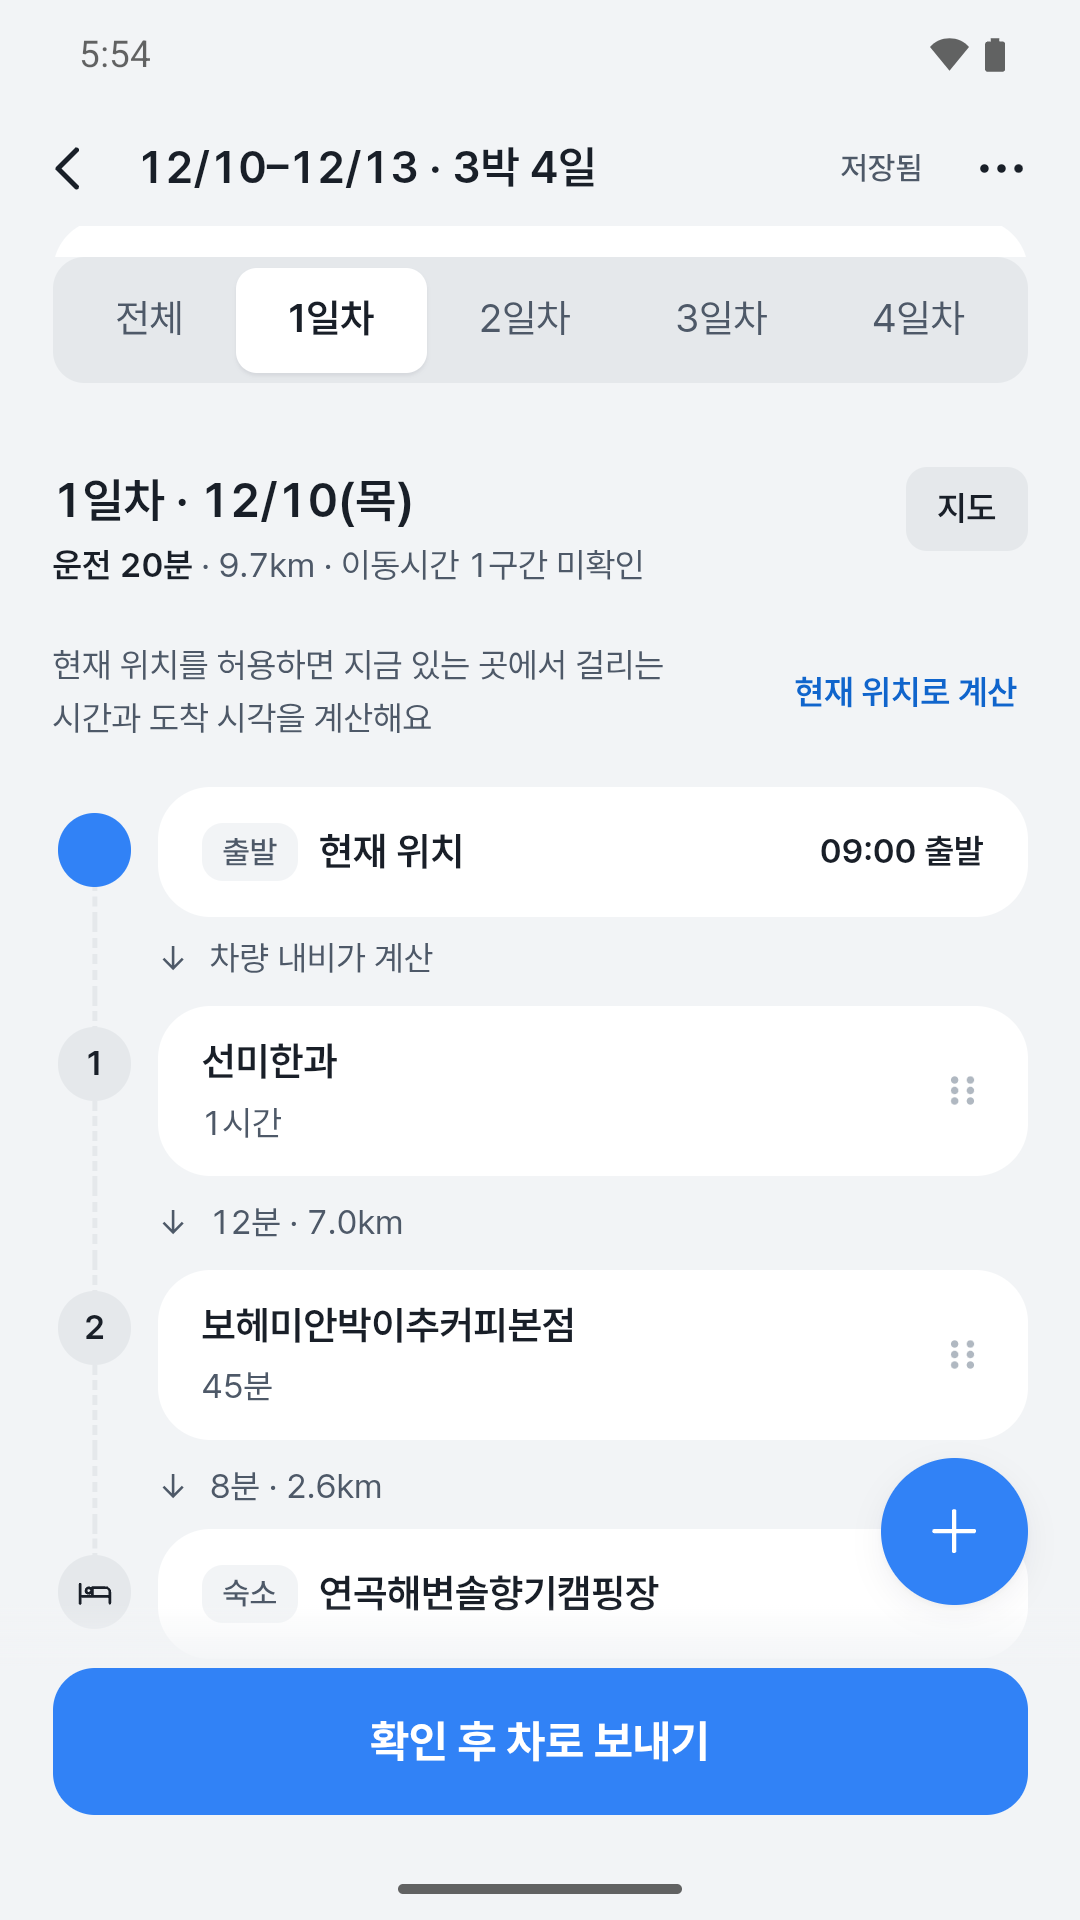 5:54
12/10–12/13 · 3박 4일
저장됨
전체
1일차
2일차
3일차
4일차
1일차 · 12/10(목)
지도
운전 20분 · 9.7km · 이동시간 1구간 미확인
현재 위치를 허용하면 지금 있는 곳에서 걸리는
시간과 도착 시각을 계산해요
현재 위치로 계산
출발 현재 위치
09:00 출발
↓ 차량 내비가 계산
1
선미한과
1시간
↓ 12분 · 7.0km
2
보헤미안박이추커피본점
45분
↓ 8분 · 2.6km
숙소 연곡해변솔향기캠핑장
확인 후 차로 보내기